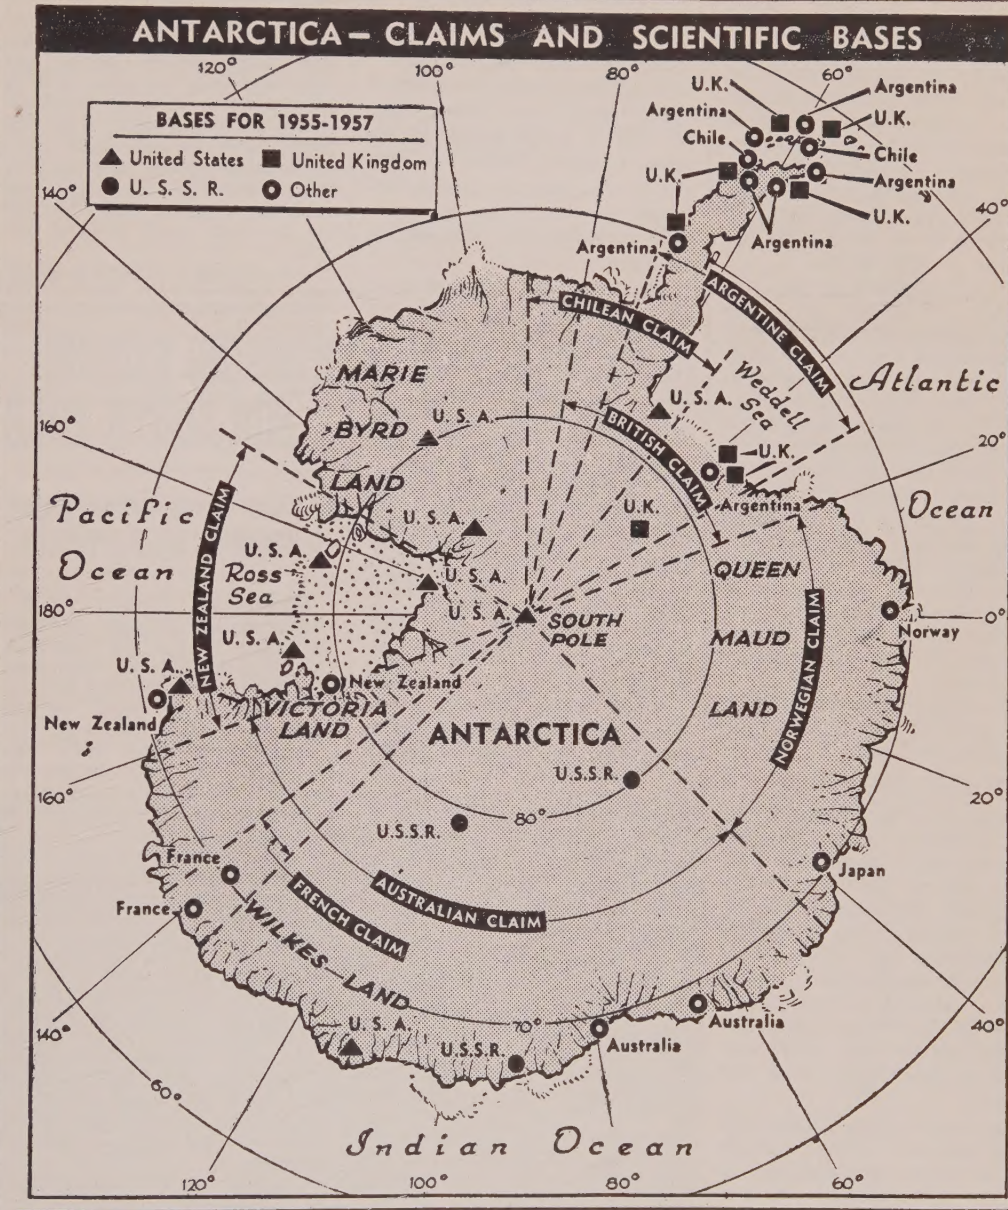 ANTARCTICA — CLAIMS AND SCIENTIFIC BASES
120°
100°
80°
60°
BASES FOR 1955-1957
United States
United Kingdom
U. S. S. R.
Other
U.K.
Argentina
Argentina
U.K.
Chile
Chile
U.K.
Argentina
U.K.
Argentina
Argentina
140°
40°
CHILEAN CLAIM
ARGENTINE CLAIM
Atlantic
Weddell
Sea
MARIE
BYRD
LAND
U. S. A.
U. S. A.
BRITISH CLAIM
U.K.
Argentina
U.K.
160°
20°
Pacific
Ocean
Ocean
NEW ZEALAND CLAIM
U. S. A.
U. S. A.
Ross
Sea
U. S. A.
U. S. A.
SOUTH
POLE
QUEEN
MAUD
LAND
NORWEGIAN CLAIM
180°
0°
Norway
U. S. A.
U. S. A.
New Zealand
New Zealand
VICTORIA
LAND
ANTARCTICA
U.S.S.R.
80°
U.S.S.R.
160°
20°
France
France
Japan
FRENCH CLAIM
AUSTRALIAN CLAIM
WILKES LAND
70°
U. S. A.
U.S.S.R.
Australia
Australia
140°
40°
60°
Indian Ocean
120°
100°
80°
60°